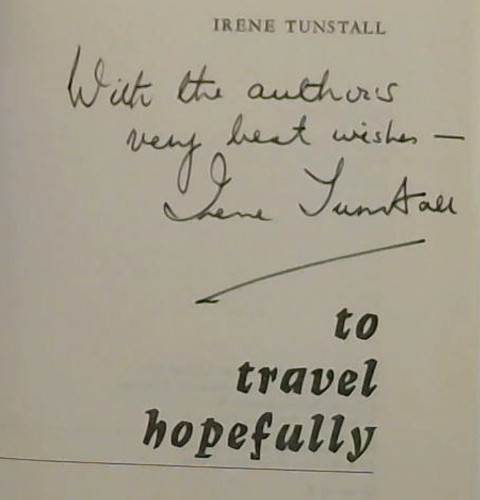 IRENE TUNSTALL
With the authors
very best wishes —
Irene Tunstall
to
travel
hopefully